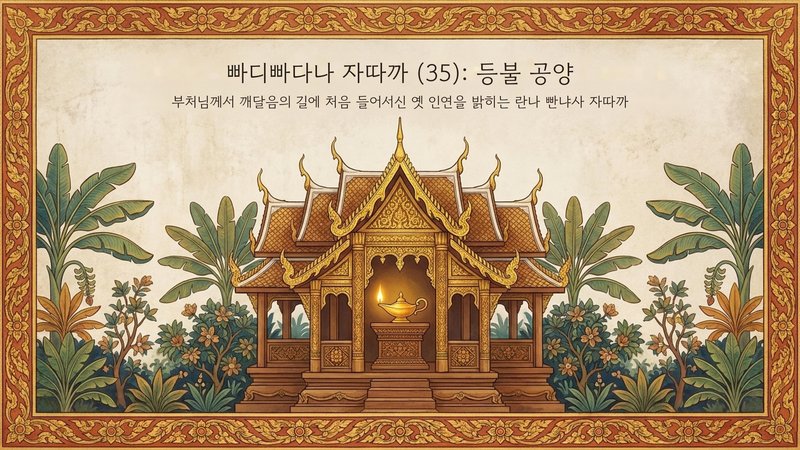 빠디빠다나 자따까 (35): 등불 공양
부처님께서 깨달음의 길에 처음 들어서신 옛 인연을 밝히는 란나 빤냐사 자따까